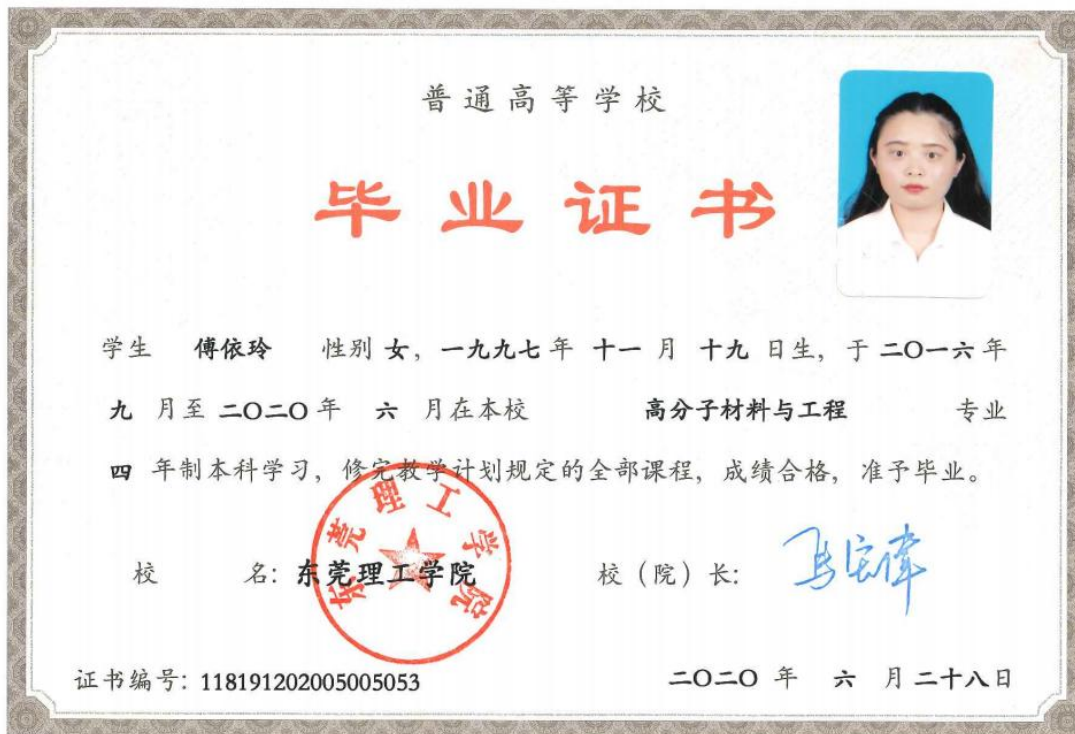 普通高等学校
毕业证书
学生 傅依玲 性别 女，一九九七 年 十一 月 十九 日生，于 二〇一六 年
九 月至 二〇二〇 年 六 月在本校 高分子材料与工程 专业
四 年制本科学习，修完教学计划规定的全部课程，成绩合格，准予毕业。
东莞理工学院
校 名：东莞理工学院 校（院）长：
证书编号：118191202005005053 二〇二〇 年 六 月 二十八日